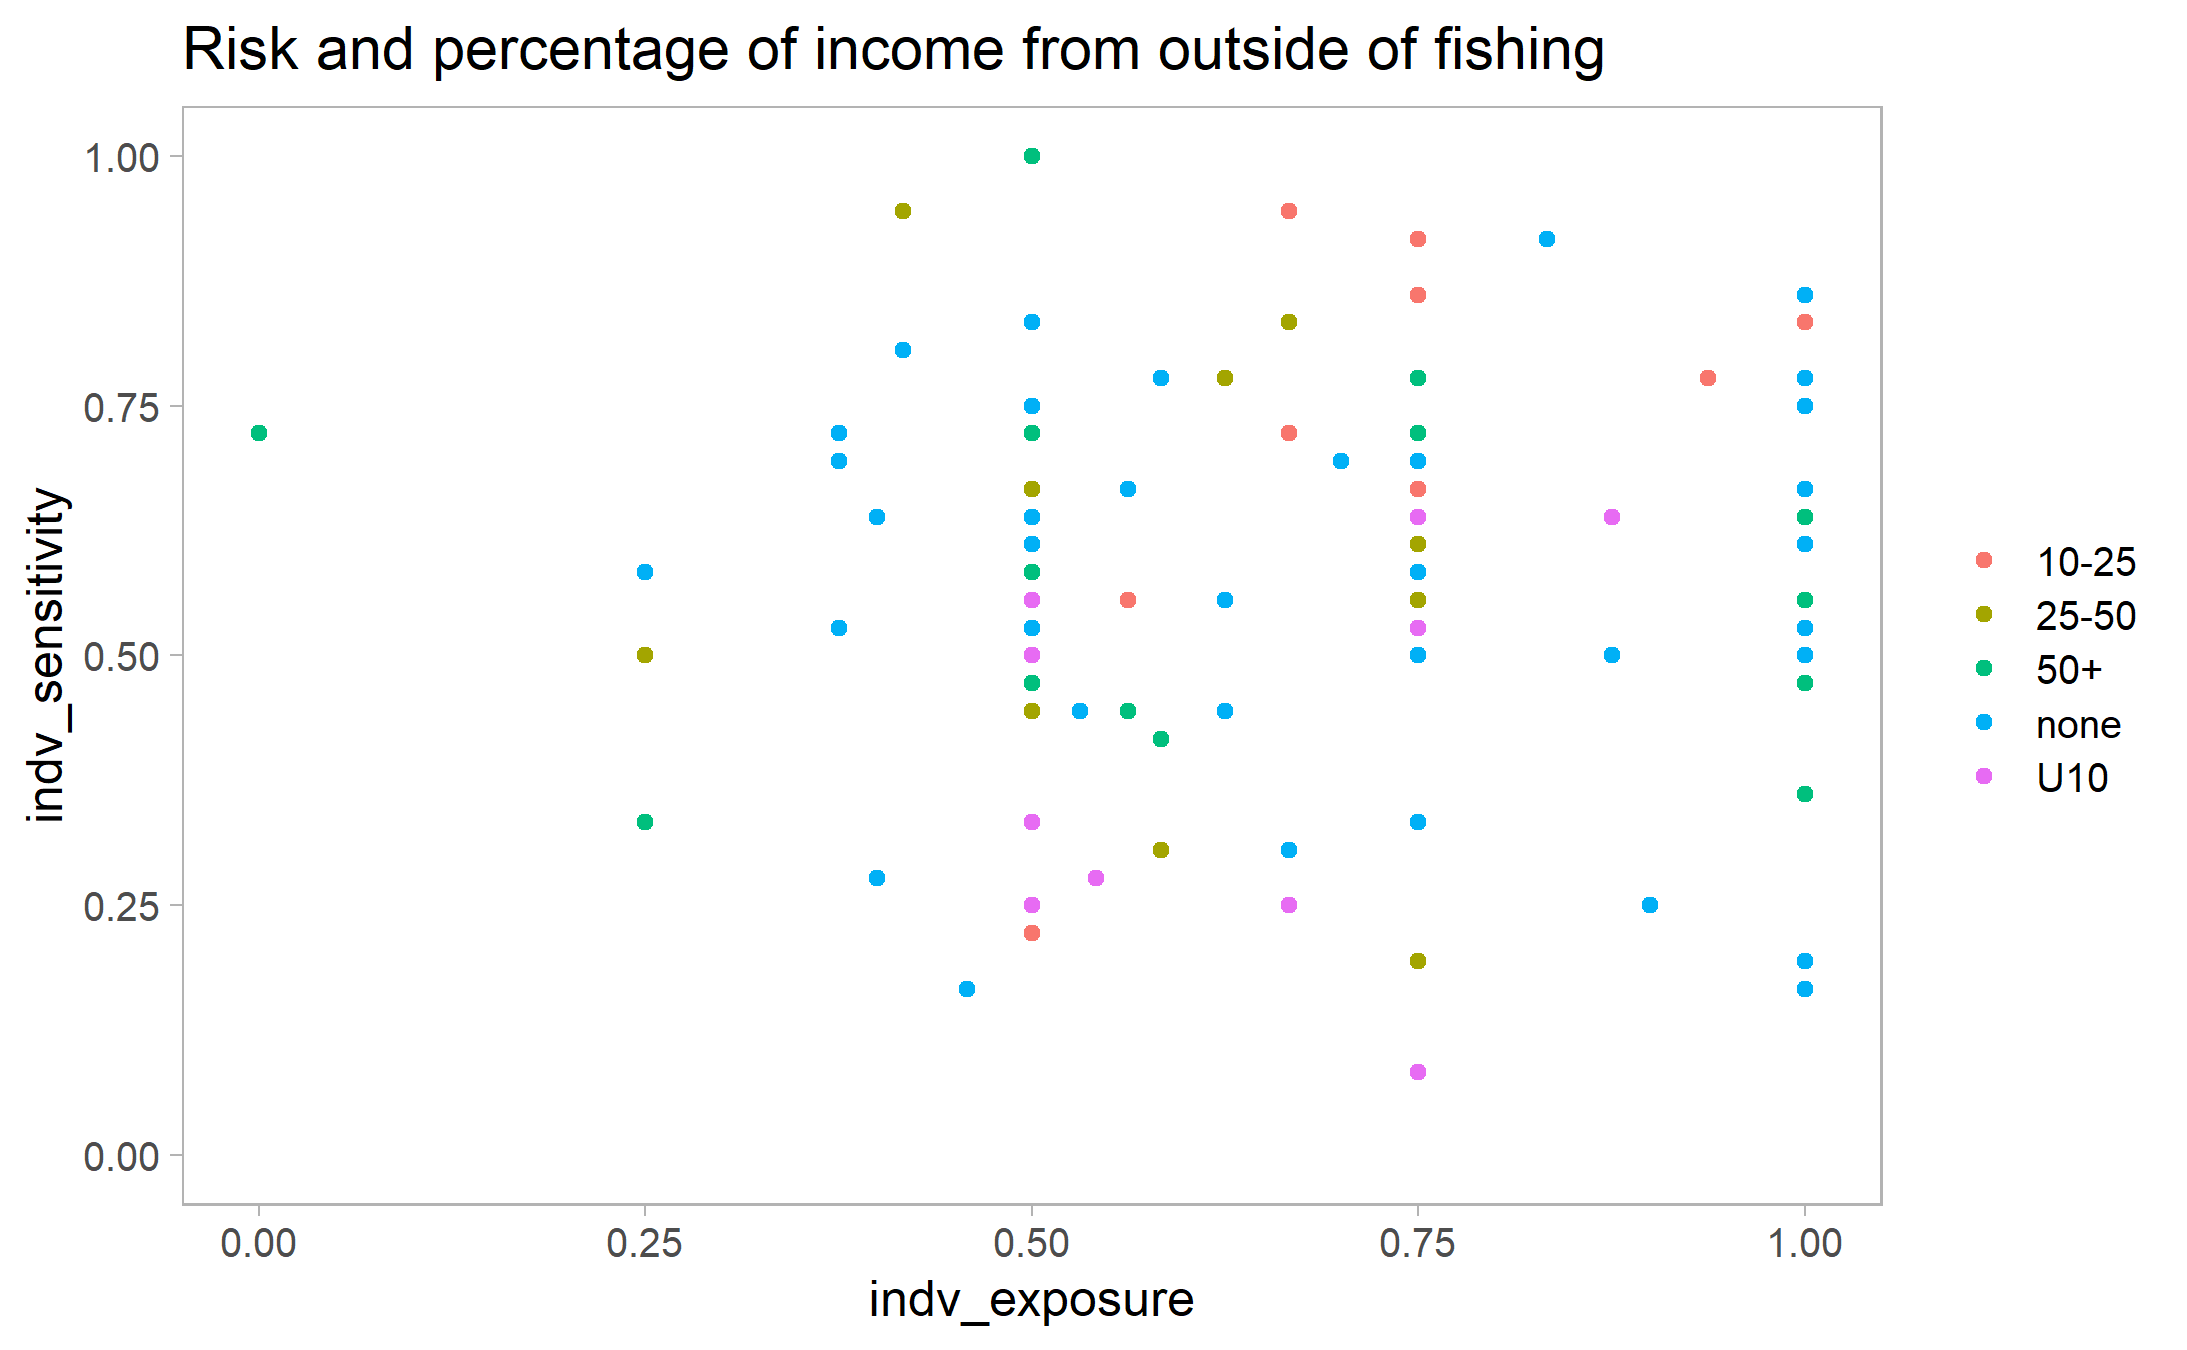 Risk and percentage of income from outside of fishing
1.00
0.75
0.50
0.25
0.00
indv_sensitivity
0.00 0.25 0.50 0.75 1.00
indv_exposure
10-25
25-50
50+
none
U10